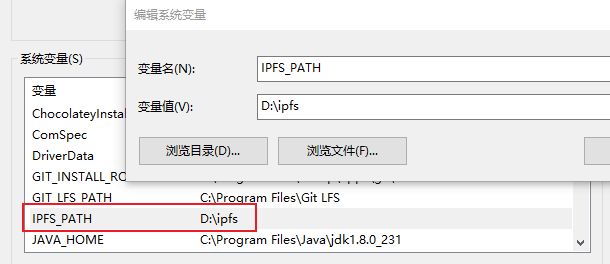 编辑系统变量
系统变量(S)
变量名(N): IPFS_PATH
变量值(V): D:\ipfs
浏览目录(D)... 浏览文件(F)...
变量
ChocolateyInstal
ComSpec
DriverData
GIT_INSTALL_RO
GIT_LFS_PATH C:\Program Files\Git LFS
IPFS_PATH D:\ipfs
JAVA_HOME C:\Program Files\Java\jdk1.8.0_231